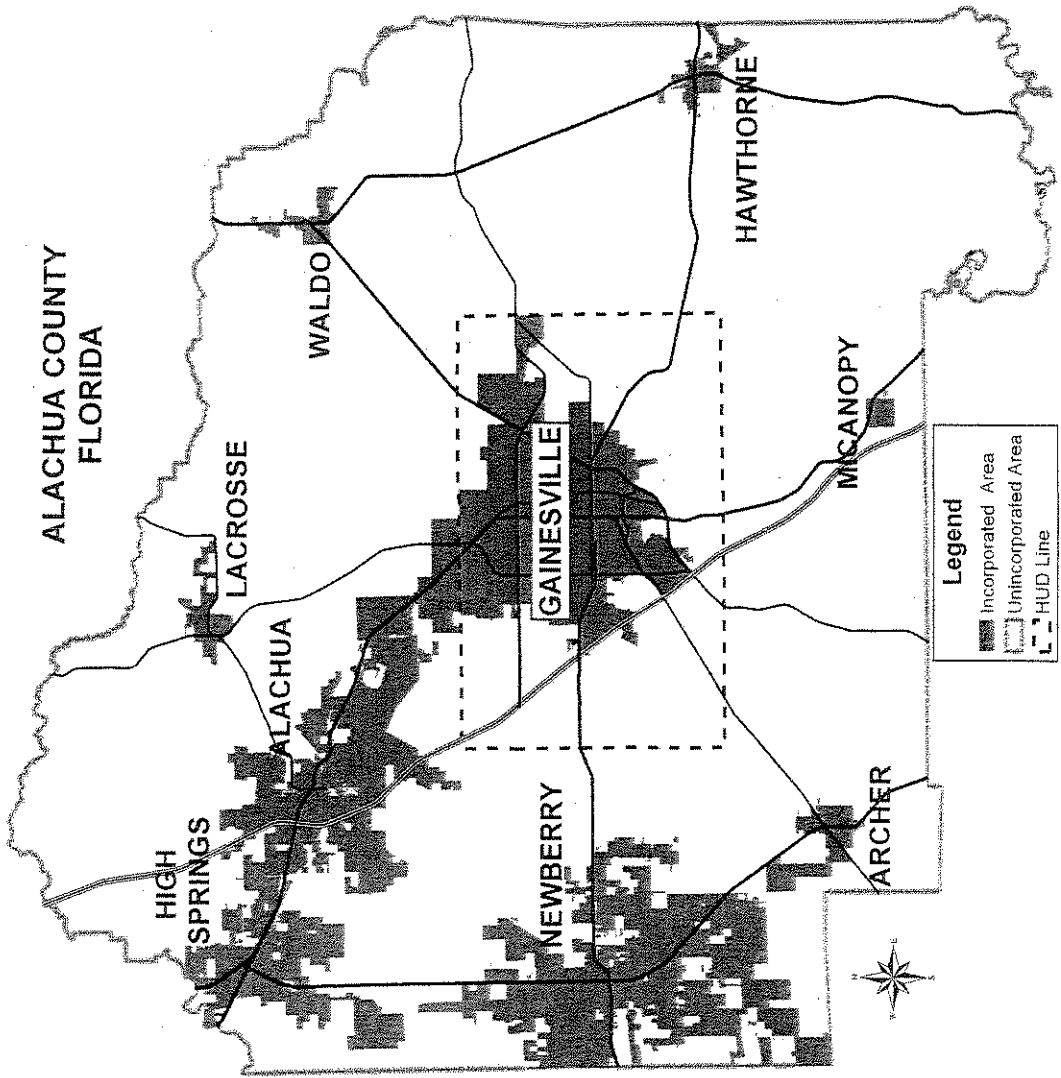 ALACHUA COUNTY
FLORIDA
LACROSSE
WALDO
HIGH
SPRINGS
ALACHUA
GAINESVILLE
NEWBERRY
HAWTHORNE
ARCHER
MICANOPY
N
E
S
W
Legend
Incorporated Area
Unincorporated Area
HUD Line